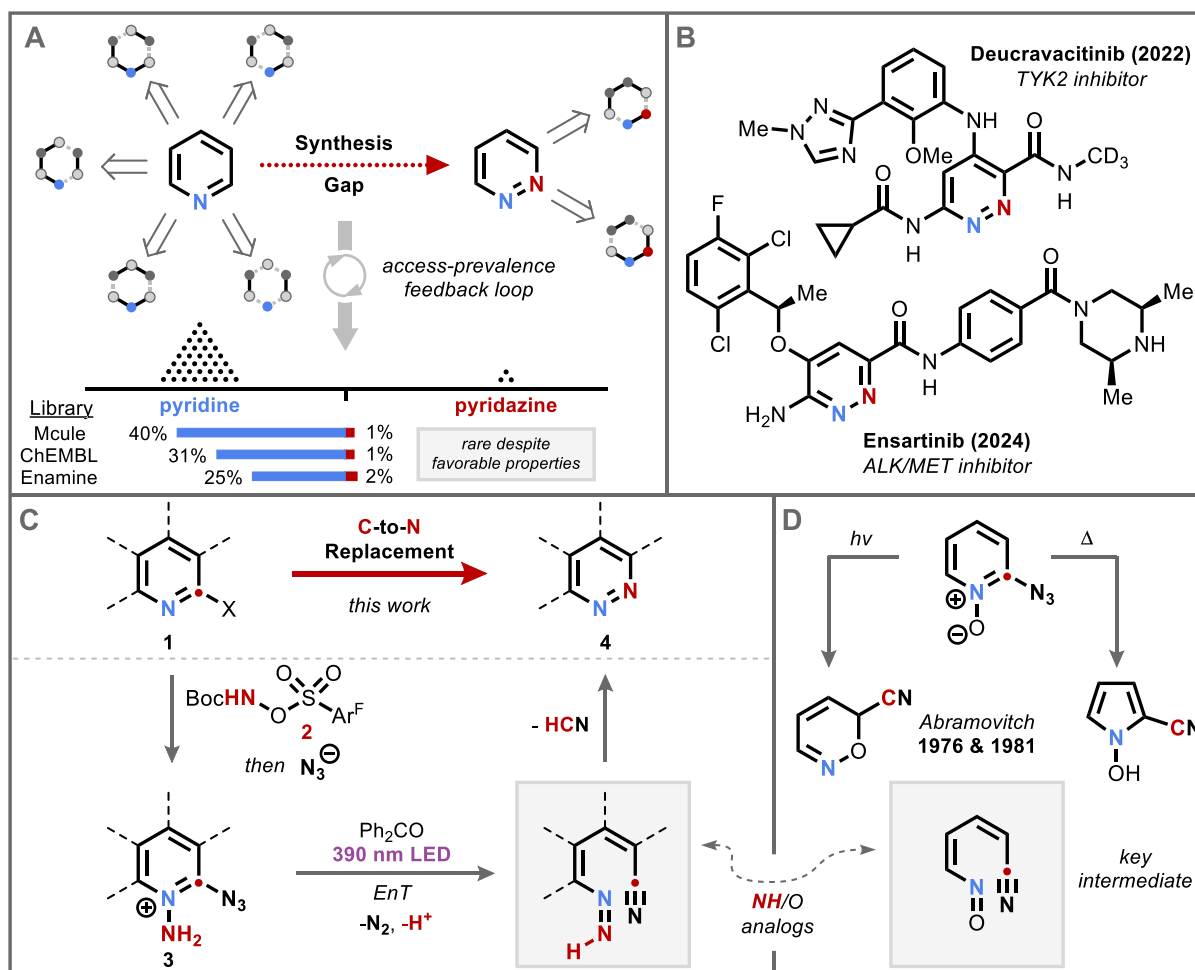 A
N
Synthesis
Gap
N
N
access-prevalence
feedback loop
Library
pyridine
pyridazine
Mcule
40%
1%
ChEMBL
31%
1%
Enamine
25%
2%
rare despite
favorable properties
B
Deucravacitinib (2022)
TYK2 inhibitor
Me
N
N
N
OMe
NH
O
N
H
CD3
O
N
H
N
N
F
Cl
Cl
Me
O
H2N
N
N
O
N
H
O
N
Me
NH
Me
Ensartinib (2024)
ALK/MET inhibitor
C
N
X
1
C-to-N
Replacement
this work
N
N
4
BocHN
O
O
O
S
ArF
2
then N3⊖
- HCN
N
⊕
N3
NH2
3
Ph2CO
390 nm LED
EnT
-N2, -H+
N
N
H
N
NH/O
analogs
D
hν
Δ
N
⊕
N3
O
⊖
CN
O
N
Abramovitch
1976 & 1981
N
CN
OH
N
O
N
key
intermediate